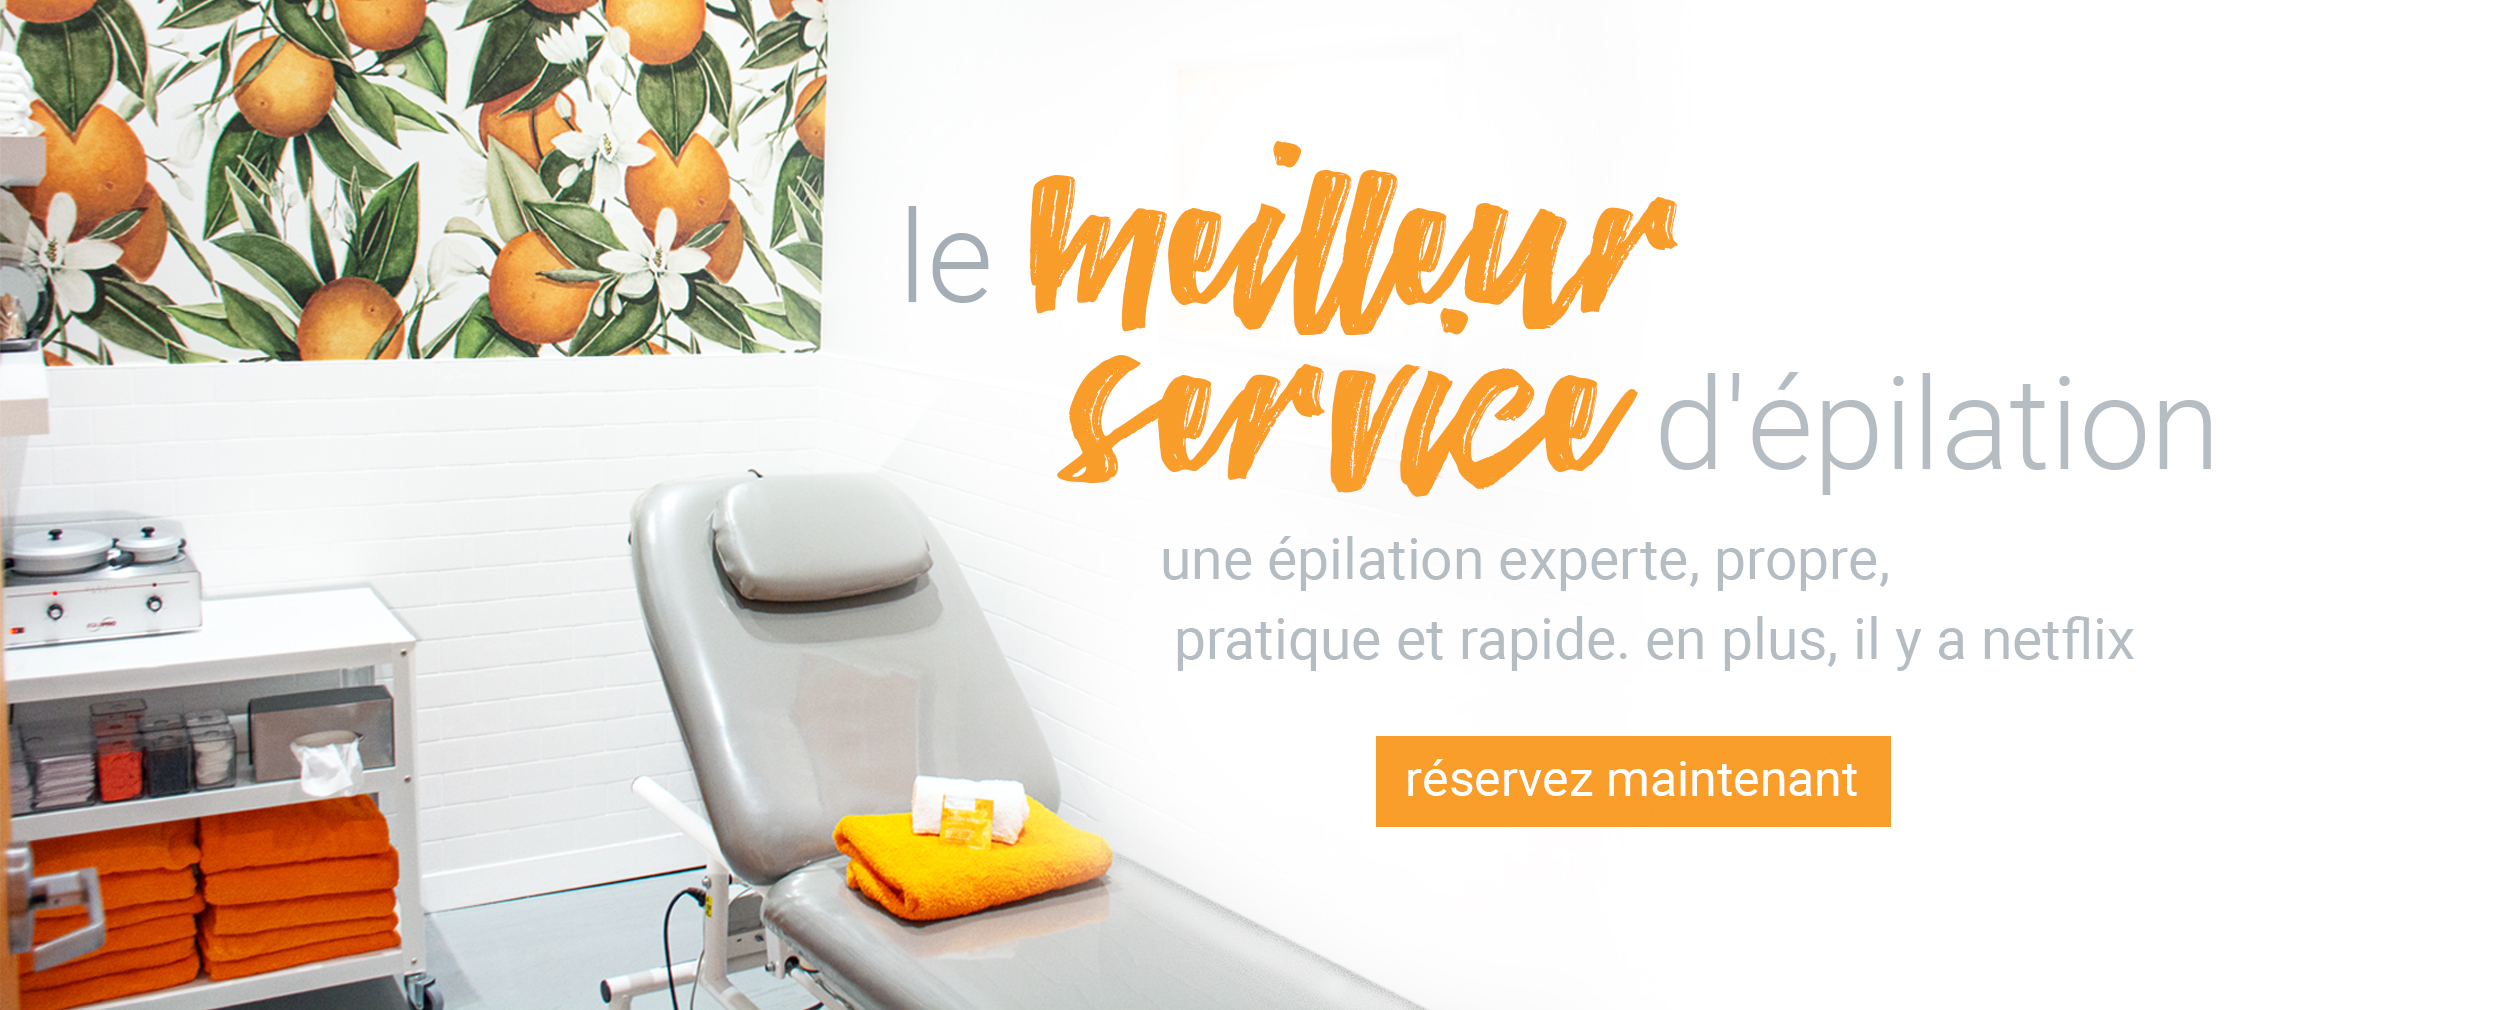 le meilleur
service d'épilation
une épilation experte, propre,
pratique et rapide. en plus, il y a netflix
réservez maintenant